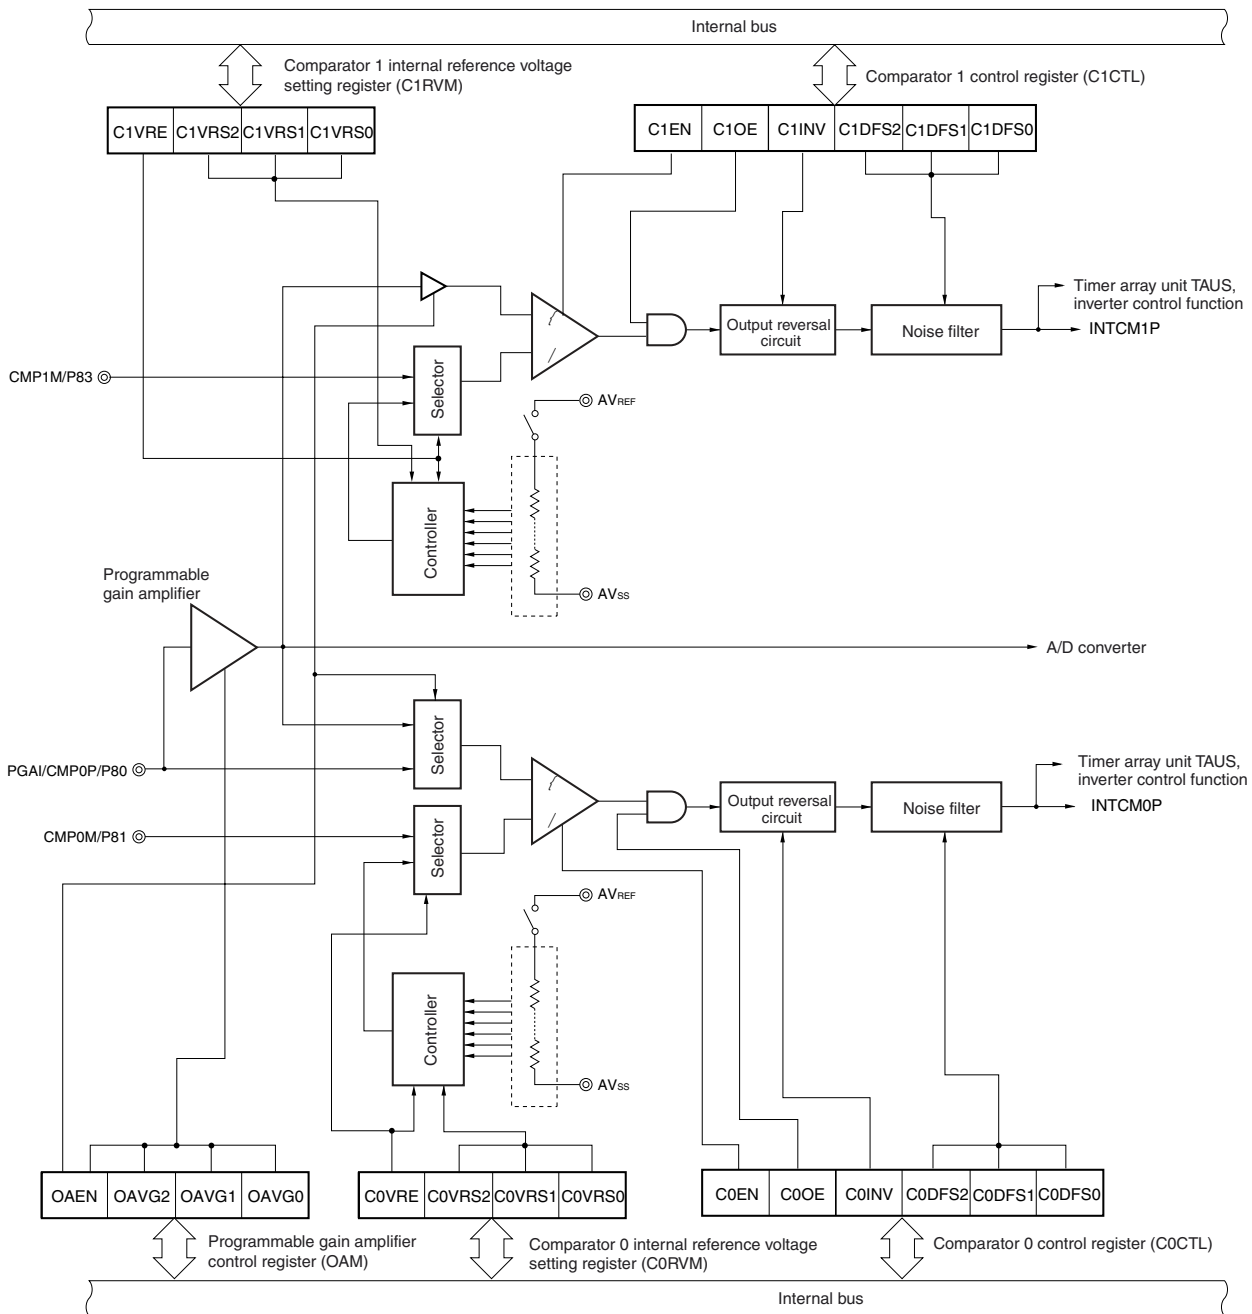 Internal bus
Comparator 1 internal reference voltage
setting register (C1RVM)
Comparator 1 control register (C1CTL)
C1VRE C1VRS2 C1VRS1 C1VRS0
C1EN C1OE C1INV C1DFS2 C1DFS1 C1DFS0
Timer array unit TAUS,
inverter control function
INTCM1P
Output reversal
circuit
Noise filter
CMP1M/P83
Selector
AVREF
Controller
AVSS
Programmable
gain amplifier
A/D converter
Selector
PGAI/CMP0P/P80
Timer array unit TAUS,
inverter control function
INTCM0P
Output reversal
circuit
Noise filter
CMP0M/P81
Selector
AVREF
Controller
AVSS
OAEN OAVG2 OAVG1 OAVG0
C0VRE C0VRS2 C0VRS1 C0VRS0
C0EN C0OE C0INV C0DFS2 C0DFS1 C0DFS0
Programmable gain amplifier
control register (OAM)
Comparator 0 internal reference voltage
setting register (C0RVM)
Comparator 0 control register (C0CTL)
Internal bus